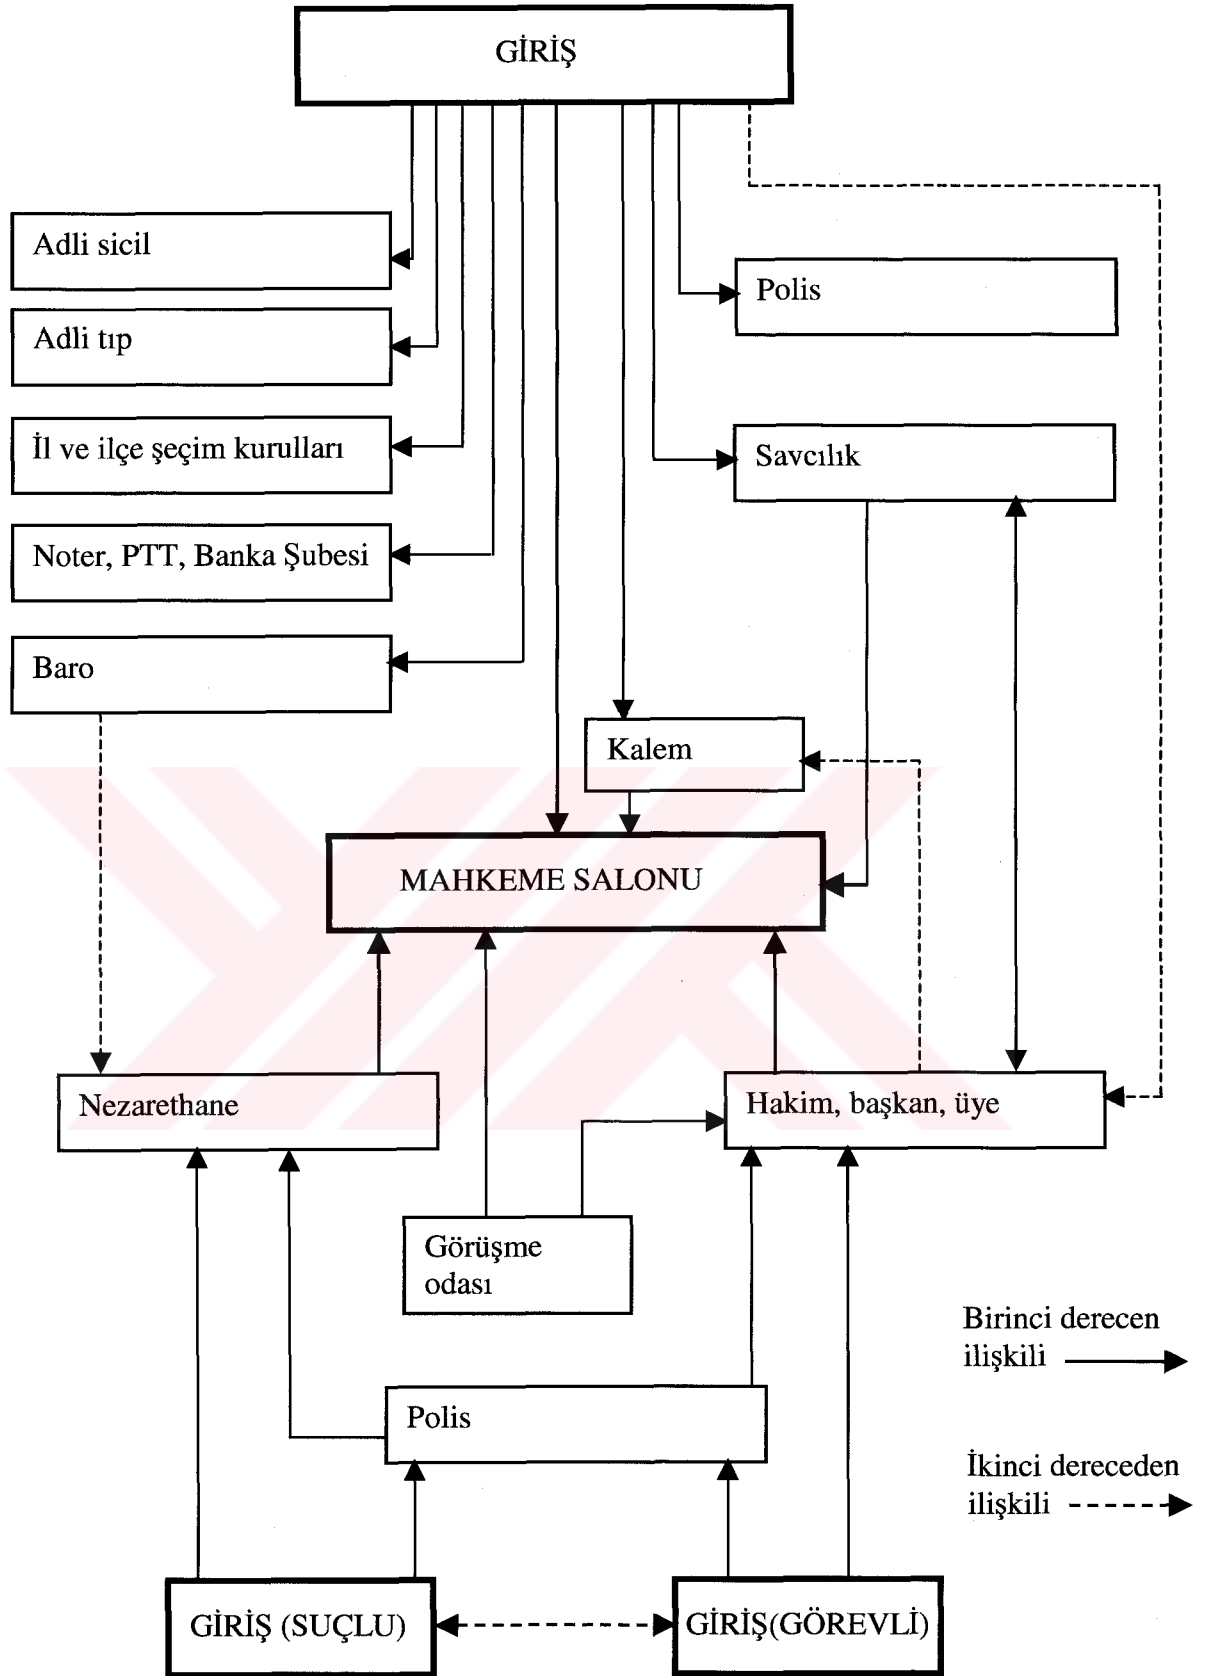 GİRİŞ
Adli sicil
Polis
Adli tıp
İl ve ilçe şeçim kurulları
Savcılık
Noter, PTT, Banka Şubesi
Baro
Kalem
MAHKEME SALONU
Nezarethane
Hakim, başkan, üye
Görüşme
odası
Birinci derecen
ilişkili
Polis
İkinci dereceden
ilişkili
GİRİŞ (SUÇLU)
GİRİŞ(GÖREVLİ)